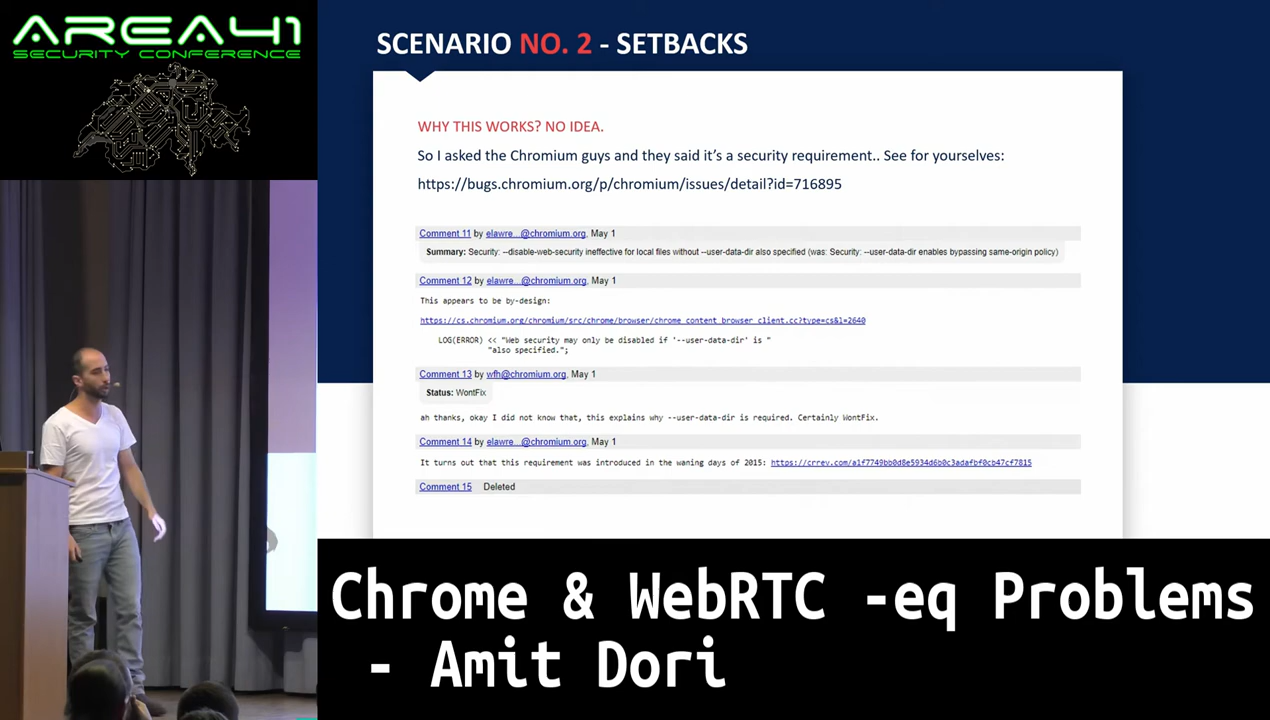 AREA41
SECURITY CONFERENCE
SCENARIO NO. 2 - SETBACKS
WHY THIS WORKS? NO IDEA.
So I asked the Chromium guys and they said it's a security requirement.. See for yourselves:
https://bugs.chromium.org/p/chromium/issues/detail?id=716895
Comment 11 by elawre...@chromium.org, May 1
Summary: Security: --disable-web-security ineffective for local files without --user-data-dir also specified (was: Security: --user-data-dir enables bypassing same-origin policy)
Comment 12 by elawre...@chromium.org, May 1
This appears to be by-design:
https://cs.chromium.org/chromium/src/chrome/browser/chrome_content_browser_client.cc?type=cs&l=2640
LOG(ERROR) << "Web security may only be disabled if '--user-data-dir' is "
"also specified.";
Comment 13 by wfh@chromium.org, May 1
Status: WontFix
ah thanks, okay I did not know that, this explains why --user-data-dir is required. Certainly WontFix.
Comment 14 by elawre...@chromium.org, May 1
It turns out that this requirement was introduced in the waning days of 2015: https://crrev.com/a1f7749bb0d8e5934d6b0c3adafbf0cb47cf7815
Comment 15 Deleted
Chrome & WebRTC -eq Problems
- Amit Dori